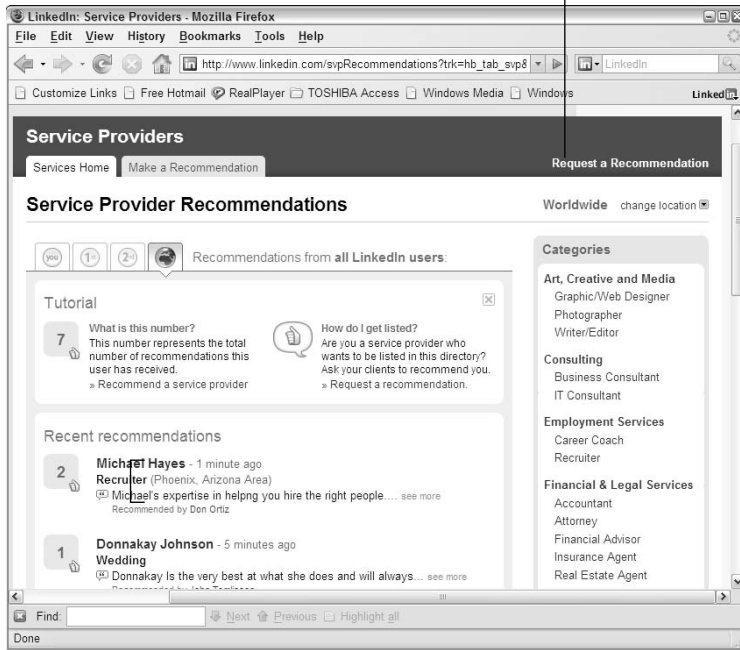 LinkedIn: Service Providers - Mozilla Firefox
File Edit View History Bookmarks Tools Help
http://www.linkedin.com/svpRecommendations?trk=hb_tab_svp& LinkedIn
Customize Links Free Hotmail RealPlayer TOSHIBA Access Windows Media Windows Linked in
Service Providers
Services Home Make a Recommendation Request a Recommendation
Service Provider Recommendations Worldwide change location
you 1st 2nd Recommendations from all LinkedIn users:
Tutorial
7
What is this number?
This number represents the total
number of recommendations this
user has received.
» Recommend a service provider
How do I get listed?
Are you a service provider who
wants to be listed in this directory?
Ask your clients to recommend you.
» Request a recommendation.
Recent recommendations
2
Michael Hayes - 1 minute ago
Recruiter (Phoenix, Arizona Area)
Michael's expertise in helpng you hire the right people.... see more
Recommended by Don Ortiz
1
Donnakay Johnson - 5 minutes ago
Wedding
Donnakay Is the very best at what she does and will always... see more
Categories
Art, Creative and Media
Graphic/Web Designer
Photographer
Writer/Editor
Consulting
Business Consultant
IT Consultant
Employment Services
Career Coach
Recruiter
Financial & Legal Services
Accountant
Attorney
Financial Advisor
Insurance Agent
Real Estate Agent
Find: Next Previous Highlight all
Done